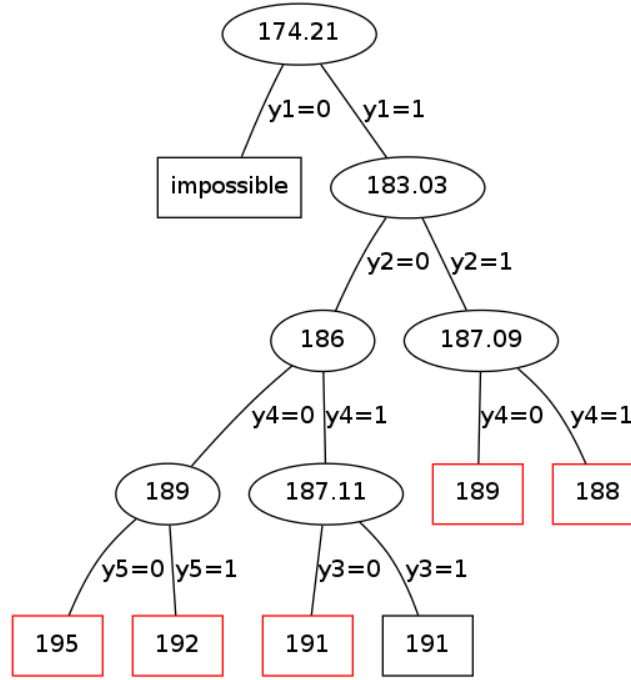 174.21
y1=0 y1=1
impossible 183.03
y2=0 y2=1
186 187.09
y4=0 y4=1 y4=0 y4=1
189 187.11 189 188
y5=0 y5=1 y3=0 y3=1
195 192 191 191